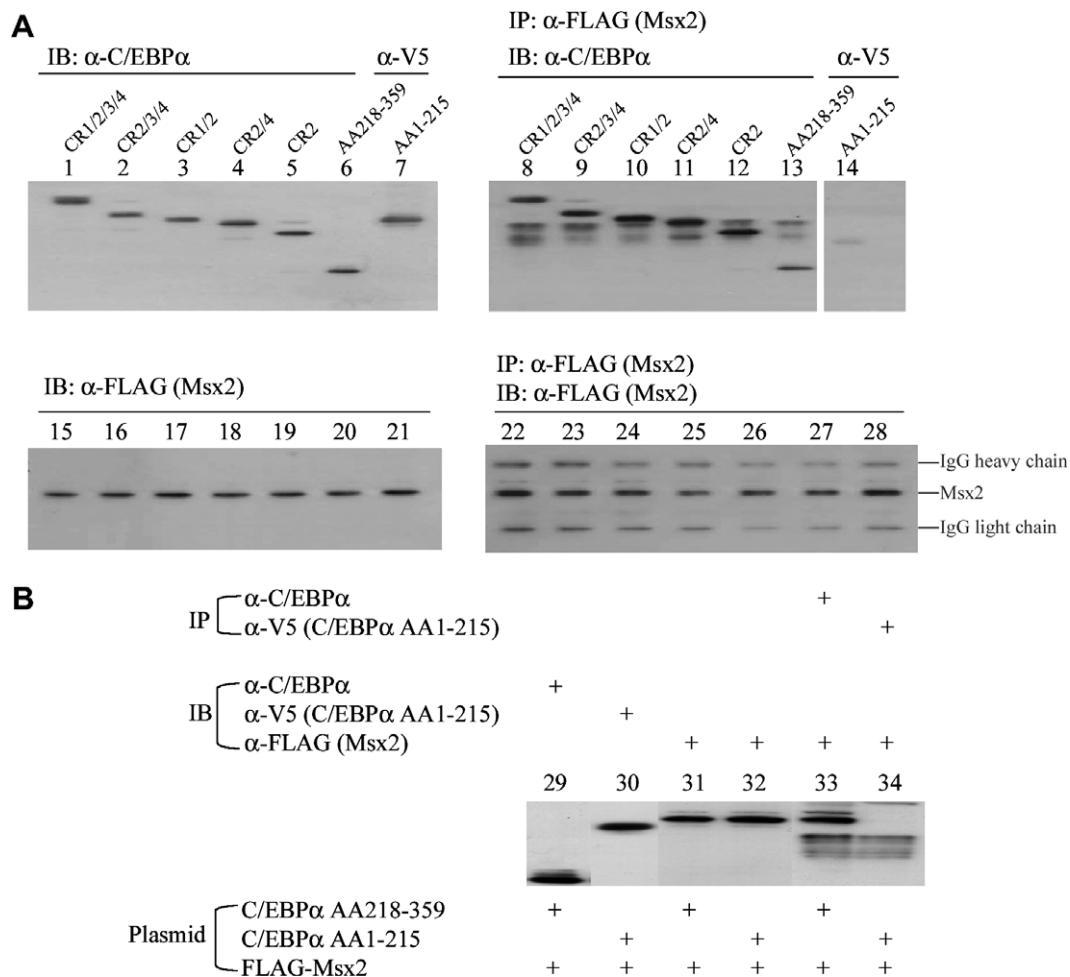 A
IB: α-C/EBPα
α-V5
CR1/2/3/4
CR2/3/4
CR1/2
CR2/4
CR2
AA218-359
AA1-215
1 2 3 4 5 6 7
IP: α-FLAG (Msx2)
IB: α-C/EBPα
α-V5
CR1/2/3/4
CR2/3/4
CR1/2
CR2/4
CR2
AA218-359
AA1-215
8 9 10 11 12 13 14
IB: α-FLAG (Msx2)
15 16 17 18 19 20 21
IP: α-FLAG (Msx2)
IB: α-FLAG (Msx2)
22 23 24 25 26 27 28
IgG heavy chain
Msx2
IgG light chain
B
IP
α-C/EBPα +
α-V5 (C/EBPα AA1-215) +
IB
α-C/EBPα +
α-V5 (C/EBPα AA1-215) +
α-FLAG (Msx2) + + + +
29 30 31 32 33 34
Plasmid
C/EBPα AA218-359 + + +
C/EBPα AA1-215 + + +
FLAG-Msx2 + + + + + +